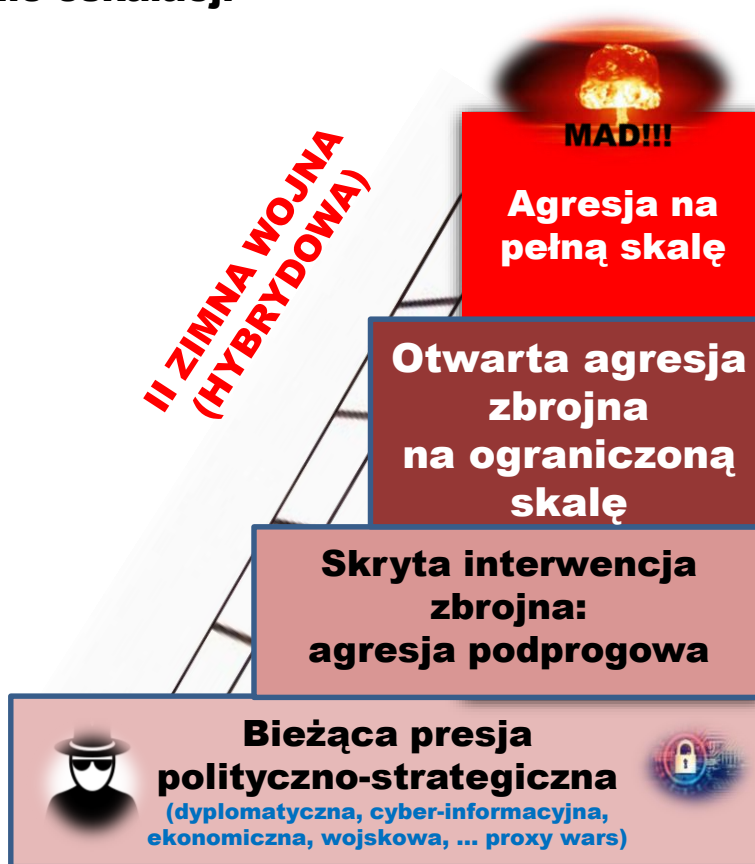 MAD!!!
Agresja na
pełną skalę
II ZIMNA WOJNA
(HYBRYDOWA)
Otwarta agresja
zbrojna
na ograniczoną
skalę
Skryta interwencja
zbrojna:
agresja podprogowa
Bieżąca presja
polityczno-strategiczna
(dyplomatyczna, cyber-informacyjna,
ekonomiczna, wojskowa, ... proxy wars)